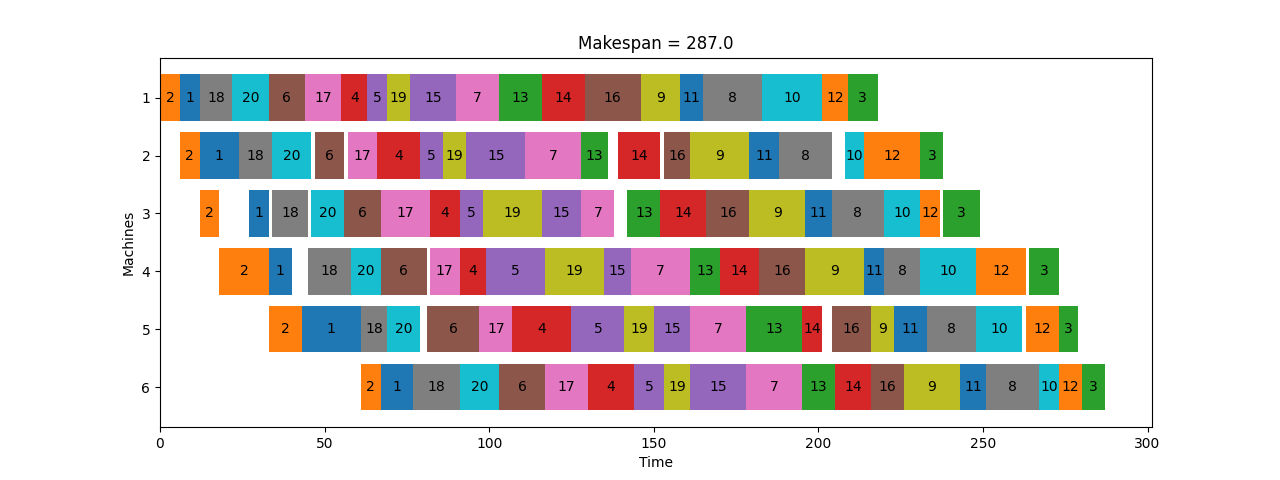 Makespan = 287.0
1 2 1 18 20 6 17 4 5 19 15 7 13 14 16 9 11 8 10 12 3
2 2 1 18 20 6 17 4 5 19 15 7 13 14 16 9 11 8 10 12 3
3 2 1 18 20 6 17 4 5 19 15 7 13 14 16 9 11 8 10 12 3
4 2 1 18 20 6 17 4 5 19 15 7 13 14 16 9 11 8 10 12 3
5 2 1 18 20 6 17 4 5 19 15 7 13 14 16 9 11 8 10 12 3
6 2 1 18 20 6 17 4 5 19 15 7 13 14 16 9 11 8 10 12 3
Machines
0 50 100 150 200 250 300
Time